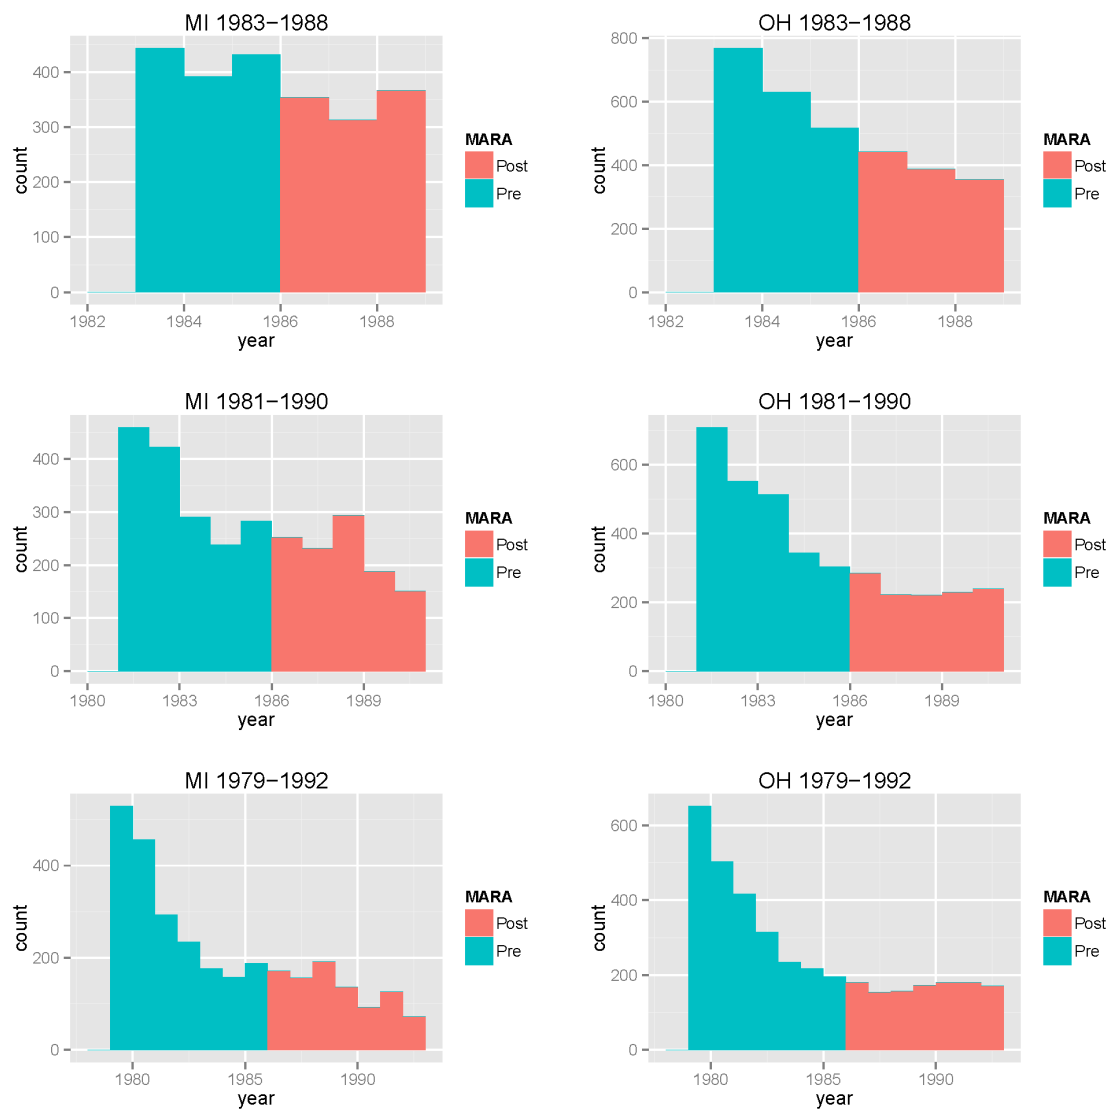 MI 1983−1988
400
300
200
100
0
count
1982 1984 1986 1988
year
MARA
Post
Pre
OH 1983−1988
800
600
400
200
0
count
1982 1984 1986 1988
year
MARA
Post
Pre
MI 1981−1990
400
300
200
100
0
count
1980 1983 1986 1989
year
MARA
Post
Pre
OH 1981−1990
600
400
200
0
count
1980 1983 1986 1989
year
MARA
Post
Pre
MI 1979−1992
400
200
0
count
1980 1985 1990
year
MARA
Post
Pre
OH 1979−1992
600
400
200
0
count
1980 1985 1990
year
MARA
Post
Pre